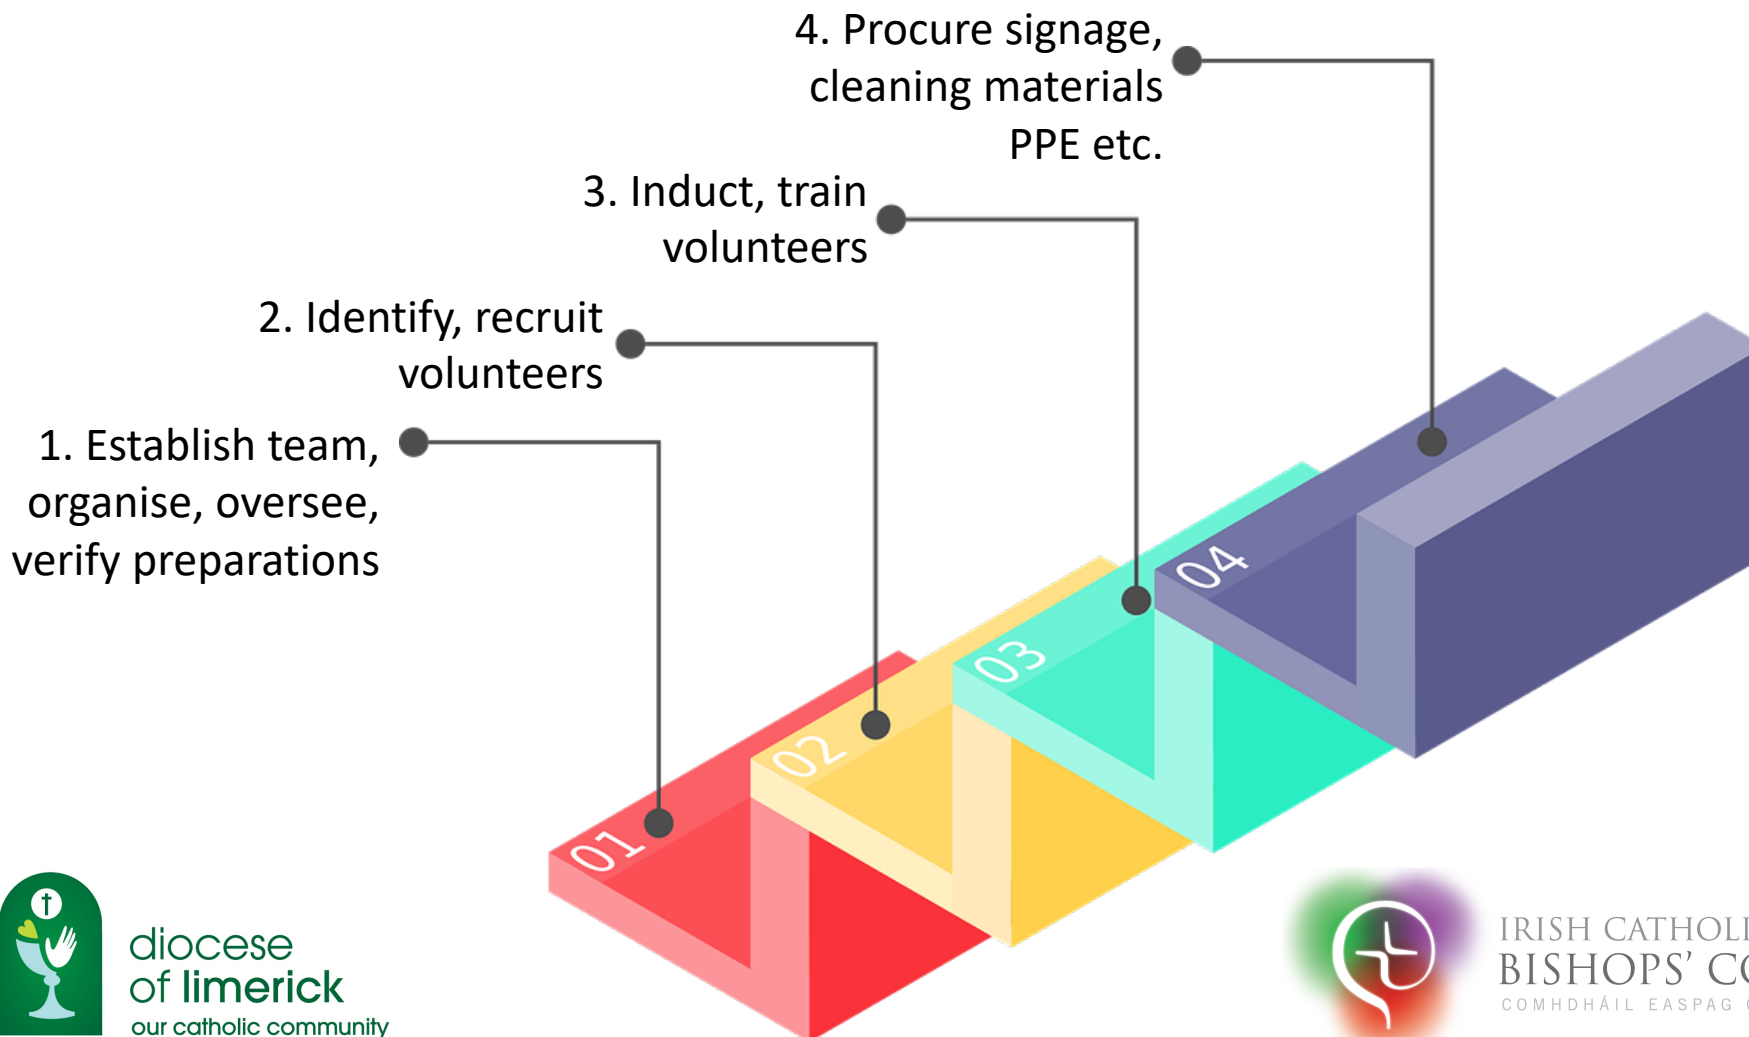 4. Procure signage,
cleaning materials
PPE etc.
3. Induct, train
volunteers
2. Identify, recruit
volunteers
1. Establish team,
organise, oversee,
verify preparations
01
02
03
04
diocese
of limerick
our catholic community
IRISH CATHOLI
BISHOPS' CO
COMHDHÁIL EASPAG